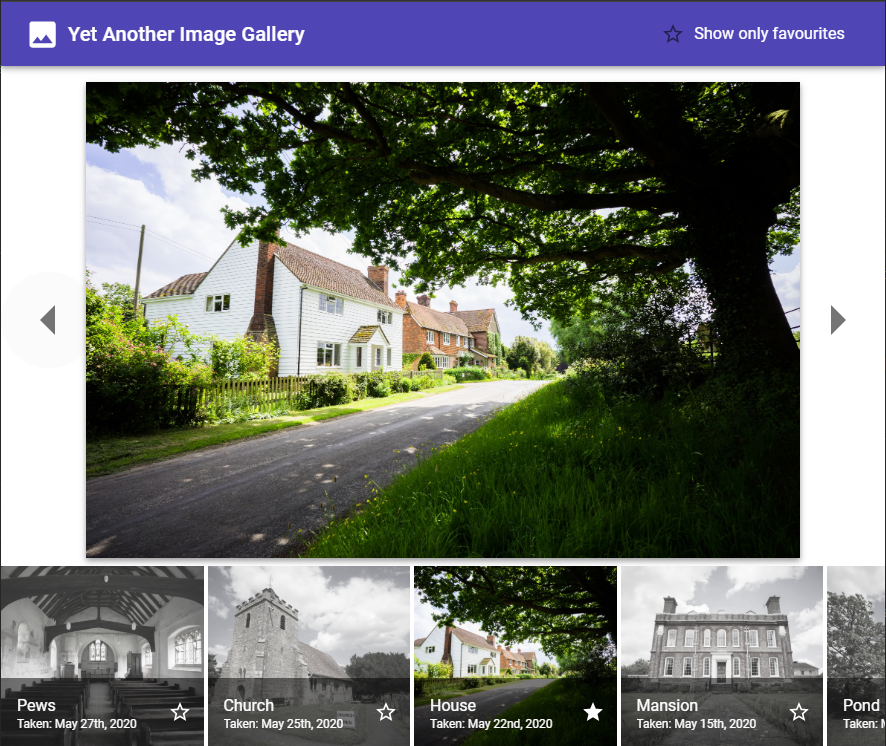 Yet Another Image Gallery
Show only favourites
Pews
Taken: May 27th, 2020
Church
Taken: May 25th, 2020
House
Taken: May 22nd, 2020
Mansion
Taken: May 15th, 2020
Pond
Taken: